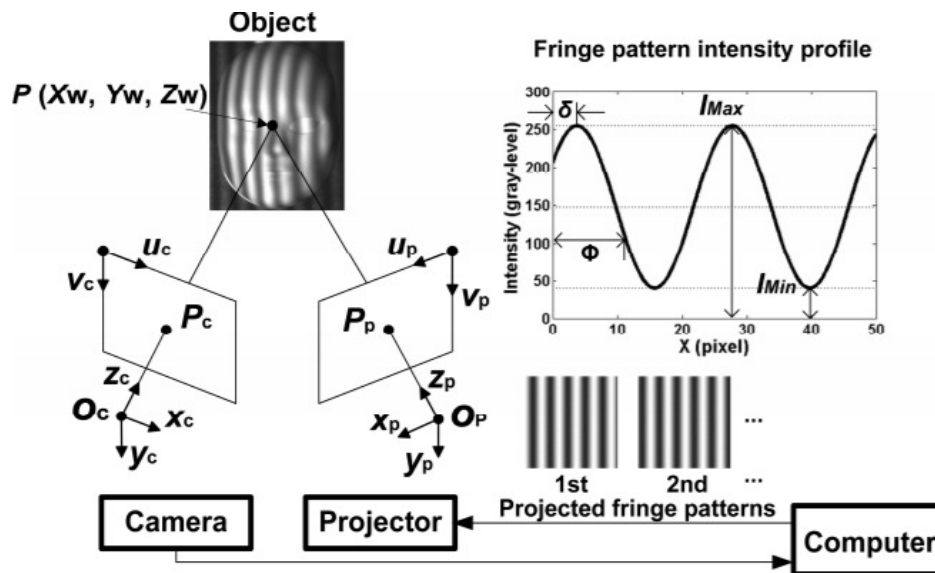 Object
P (Xw, Yw, Zw)
Fringe pattern intensity profile
300
250
200
150
100
50
0
Intensity (gray-level)
δ
IMax
Φ
IMin
0
10
20
30
40
50
X (pixel)
uc
vc
Pc
zc
Oc
xc
yc
up
vp
Pp
zp
OP
xp
yp
1st
2nd
...
...
Projected fringe patterns
Camera
Projector
Computer